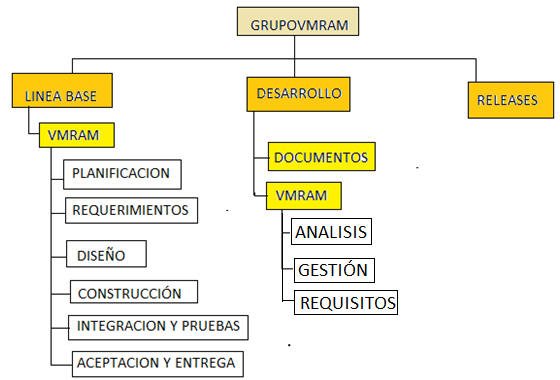 GRUPOVMRAM
LINEA BASE
VMRAM
PLANIFICACION
REQUERIMIENTOS
DISEÑO
CONSTRUCCIÓN
INTEGRACION Y PRUEBAS
ACEPTACION Y ENTREGA
DESARROLLO
DOCUMENTOS
VMRAM
ANALISIS
GESTIÓN
REQUISITOS
RELEASES